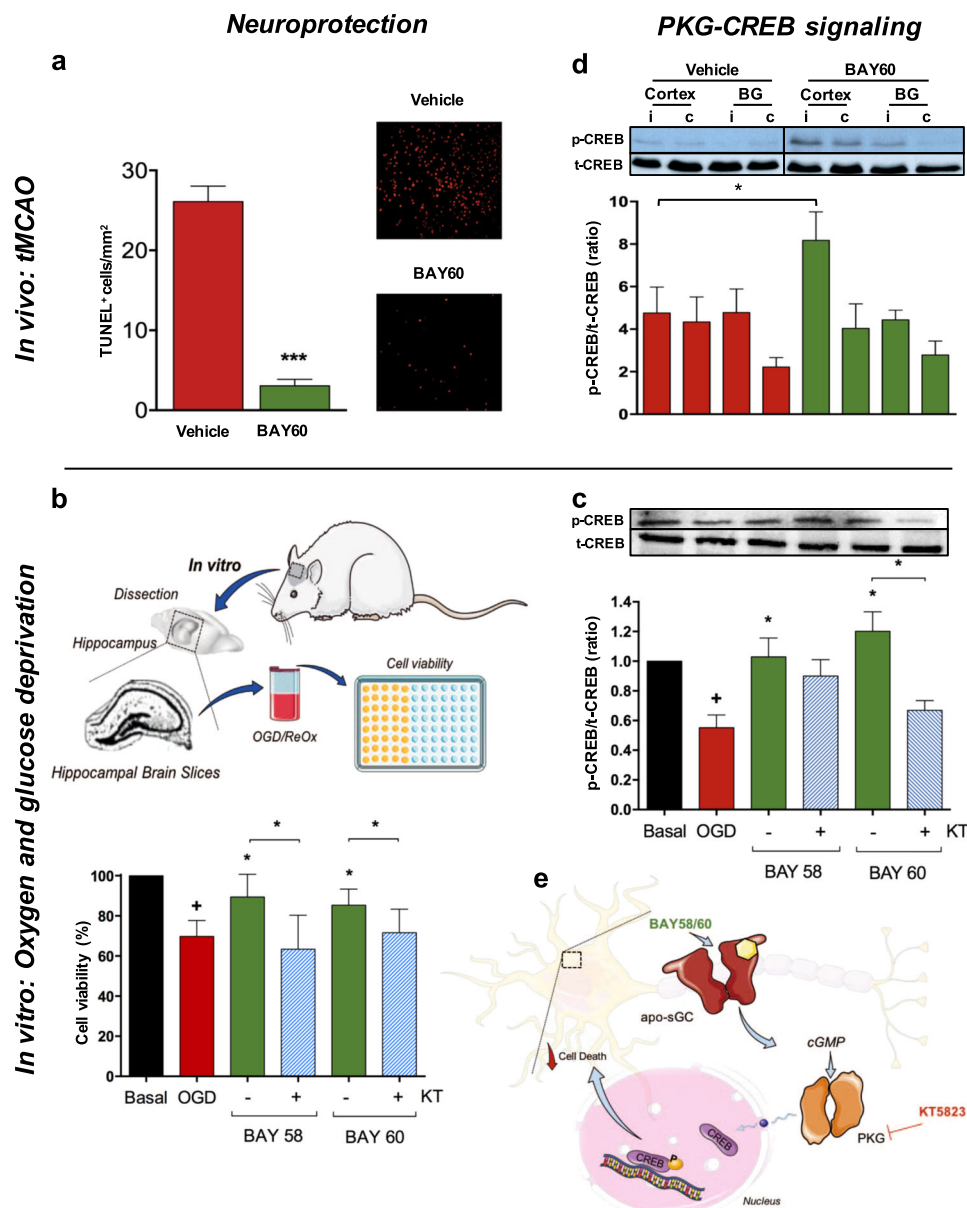 Neuroprotection
PKG-CREB signaling
In vivo: tMCAO
a
Vehicle
BAY60
TUNEL⁺ cells/mm²
30
20
10
0
***
Vehicle BAY60
d
Vehicle BAY60
Cortex BG Cortex BG
i c i c i c i c
p-CREB
t-CREB
*
p-CREB/t-CREB (ratio)
10
8
6
4
2
0
In vitro: Oxygen and glucose deprivation
b
In vitro
Dissection
Hippocampus
Cell viability
OGD/ReOx
Hippocampal Brain Slices
* *
* *
+
Cell viability (%)
100
80
60
40
20
0
Basal OGD - + - + KT
BAY 58 BAY 60
c
p-CREB
t-CREB
*
* *
+
p-CREB/t-CREB (ratio)
1.4
1.2
1.0
0.8
0.6
0.4
0.2
0.0
Basal OGD - + - + KT
BAY 58 BAY 60
e
BAY58/60
apo-sGC
Cell Death
cGMP
KT5823
PKG
CREB
CREB P
Nucleus